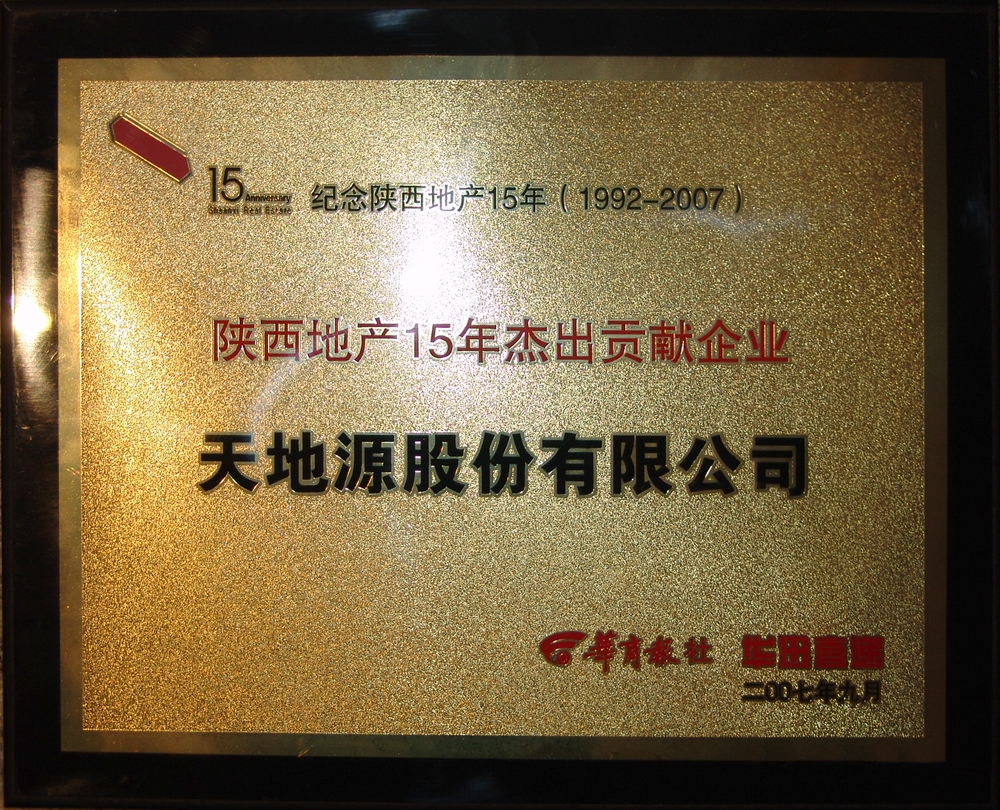 15 Anniversary 纪念陕西地产15年（1992-2007）
Shaanxi Real Estate
陕西地产15年杰出贡献企业
天地源股份有限公司
華商報社
二00七年九月